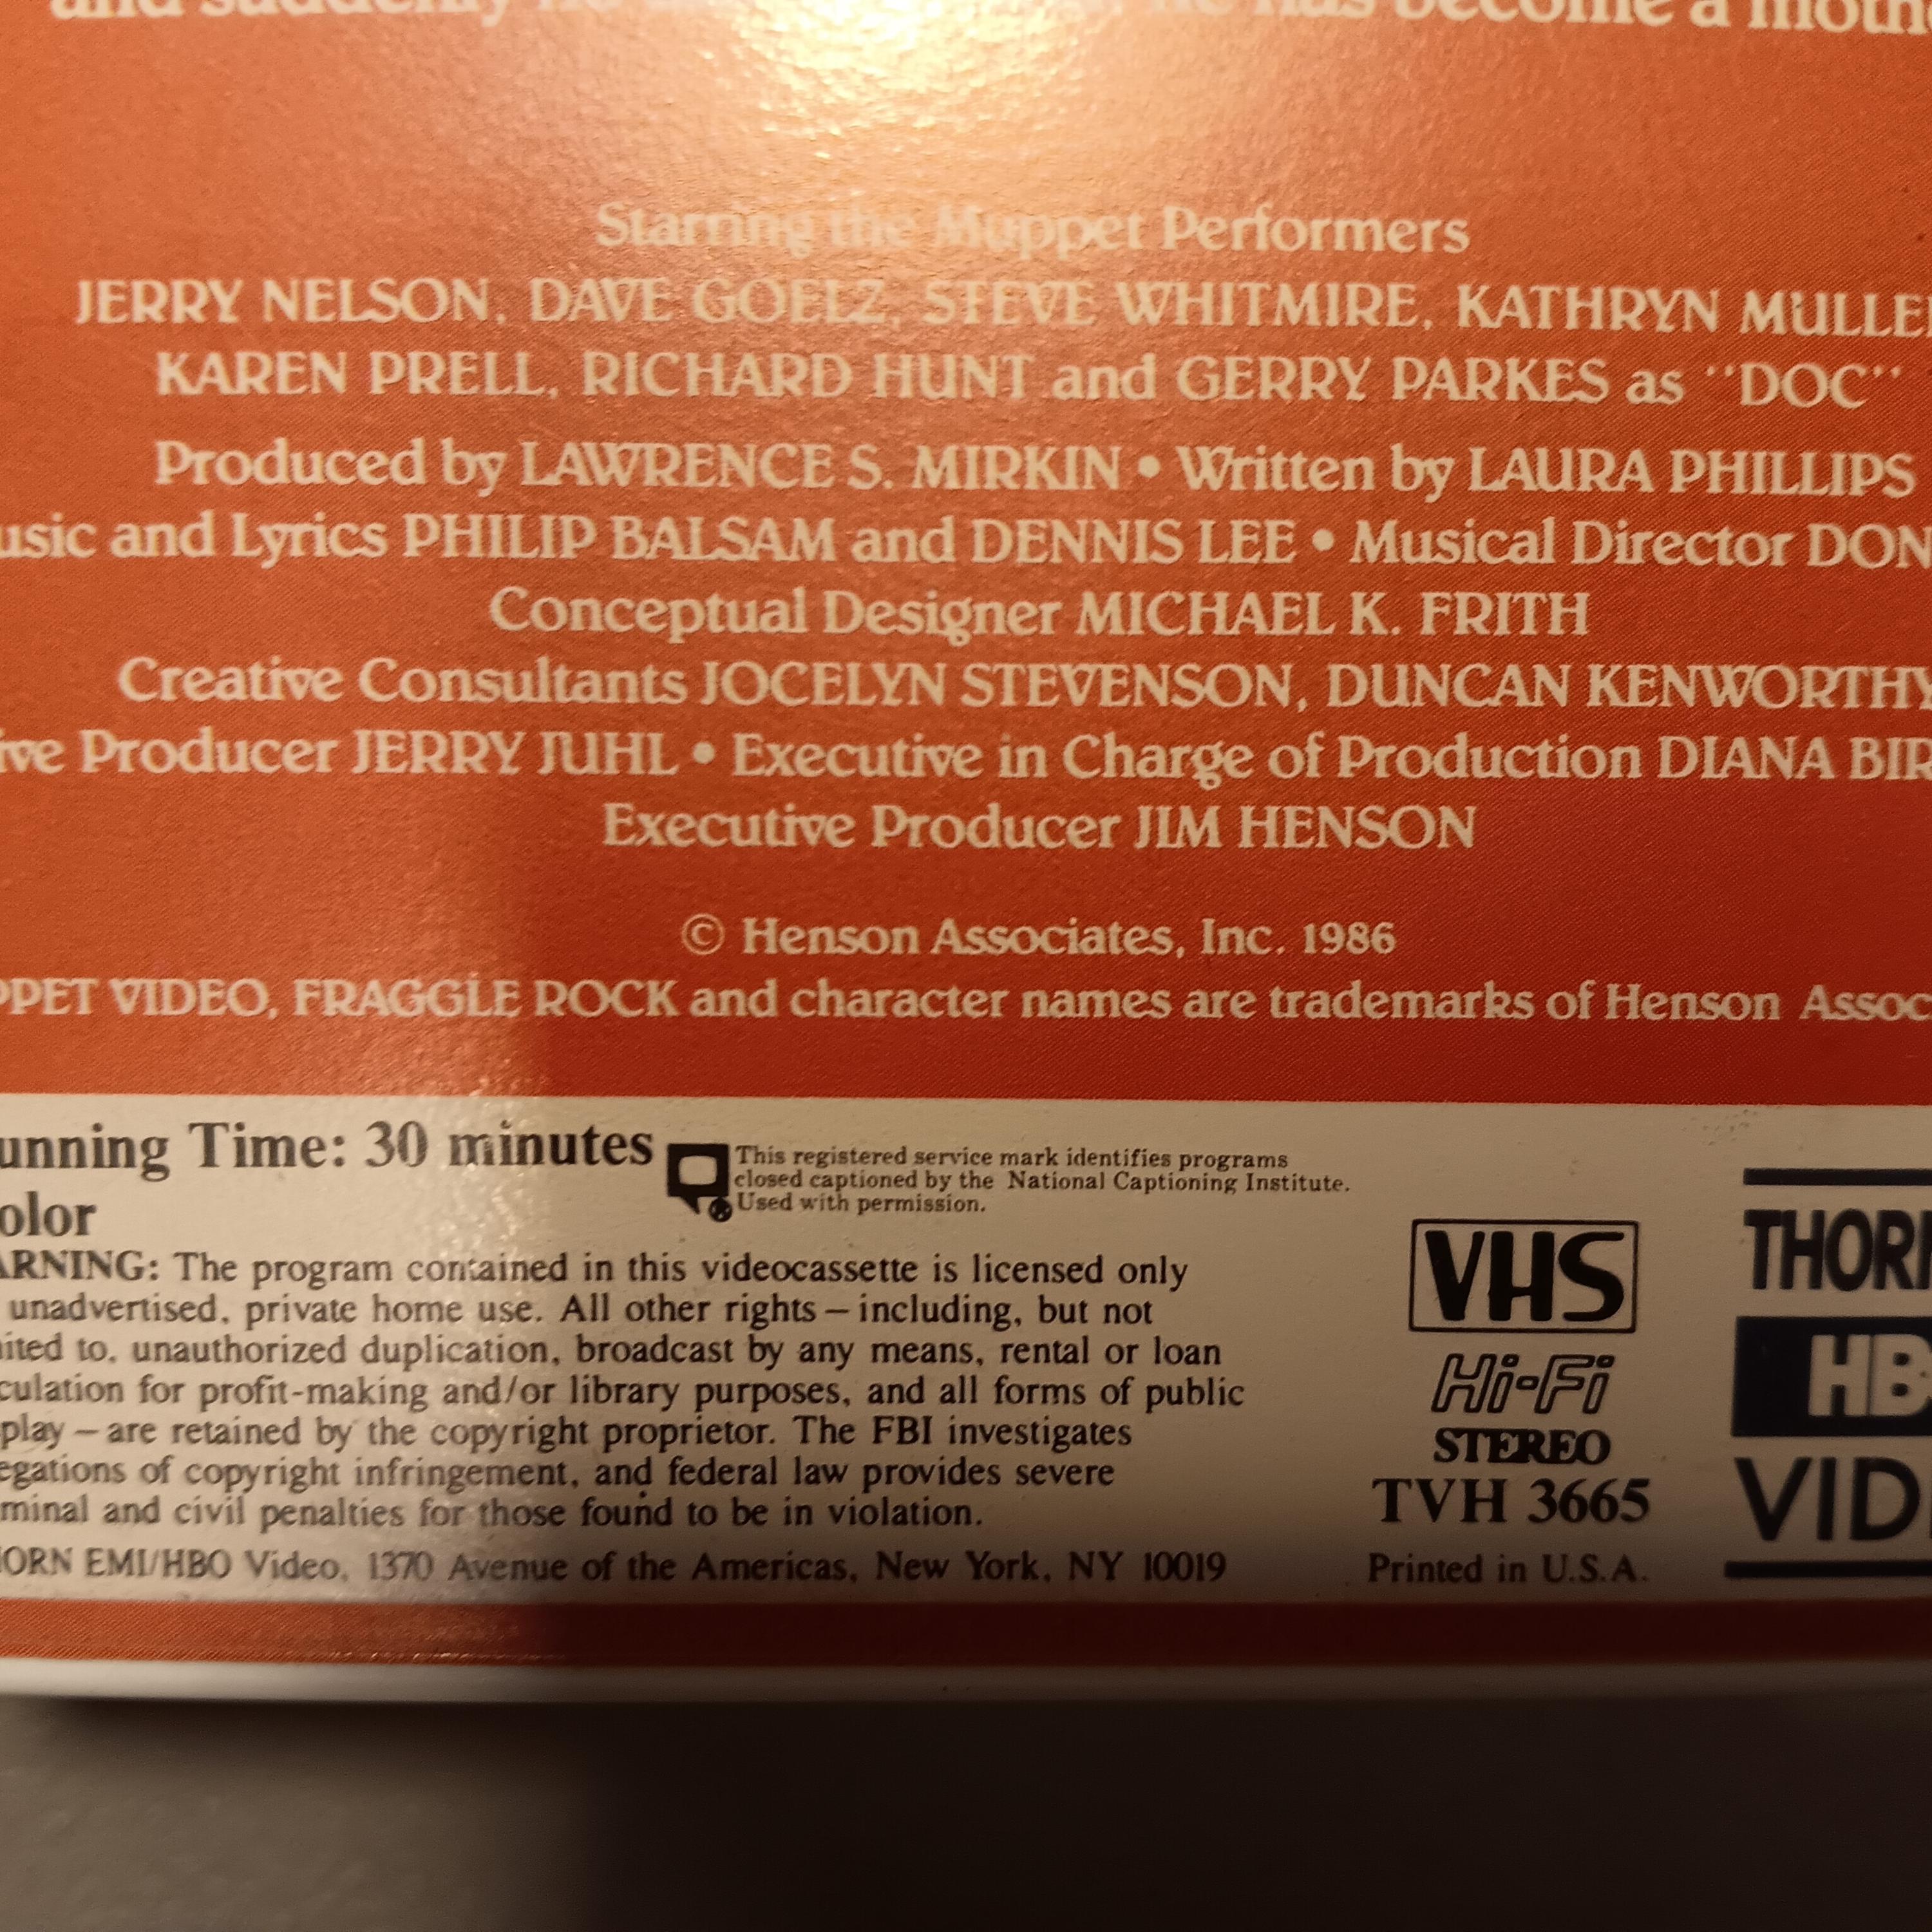 and suddenly he has become a moth
Starring the Muppet Performers
JERRY NELSON, DAVE GOELZ, STEVE WHITMIRE, KATHRYN MULLE
KAREN PRELL, RICHARD HUNT and GERRY PARKES as "DOC"
Produced by LAWRENCE S. MIRKIN • Written by LAURA PHILLIPS
usic and Lyrics PHILIP BALSAM and DENNIS LEE • Musical Director DON
Conceptual Designer MICHAEL K. FRITH
Creative Consultants JOCELYN STEVENSON, DUNCAN KENWORTHY
ive Producer JERRY JUHL • Executive in Charge of Production DIANA BIR
Executive Producer JIM HENSON
© Henson Associates, Inc. 1986
PPET VIDEO, FRAGGLE ROCK and character names are trademarks of Henson Assoc
unning Time: 30 minutes
olor
This registered service mark identifies programs
closed captioned by the National Captioning Institute.
Used with permission.
ARNING: The program contained in this videocassette is licensed only
unadvertised, private home use. All other rights – including, but not
ited to, unauthorized duplication, broadcast by any means, rental or loan
culation for profit-making and/or library purposes, and all forms of public
play – are retained by the copyright proprietor. The FBI investigates
egations of copyright infringement, and federal law provides severe
minal and civil penalties for those found to be in violation.
ORN EMI/HBO Video, 1370 Avenue of the Americas, New York, NY 10019
VHS
Hi-Fi
STEREO
TVH 3665
Printed in U.S.A.
THOR
HB
VID